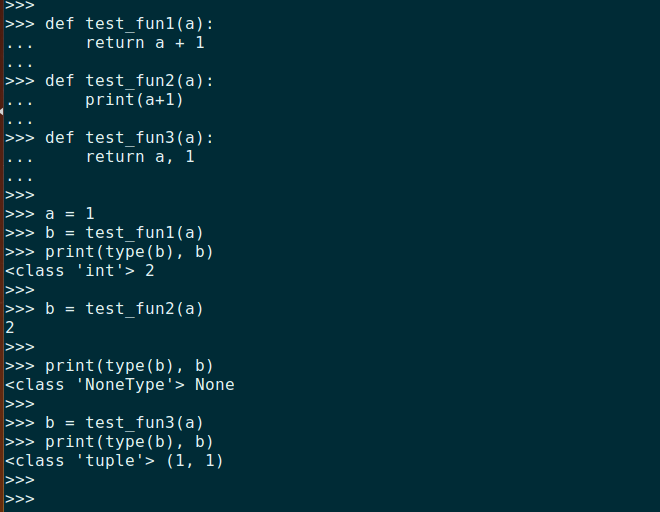 >>>
>>> def test_fun1(a):
...     return a + 1
...
>>> def test_fun2(a):
...     print(a+1)
...
>>> def test_fun3(a):
...     return a, 1
...
>>>
>>> a = 1
>>> b = test_fun1(a)
>>> print(type(b), b)
<class 'int'> 2
>>>
>>> b = test_fun2(a)
2
>>>
>>> print(type(b), b)
<class 'NoneType'> None
>>>
>>> b = test_fun3(a)
>>> print(type(b), b)
<class 'tuple'> (1, 1)
>>>
>>>